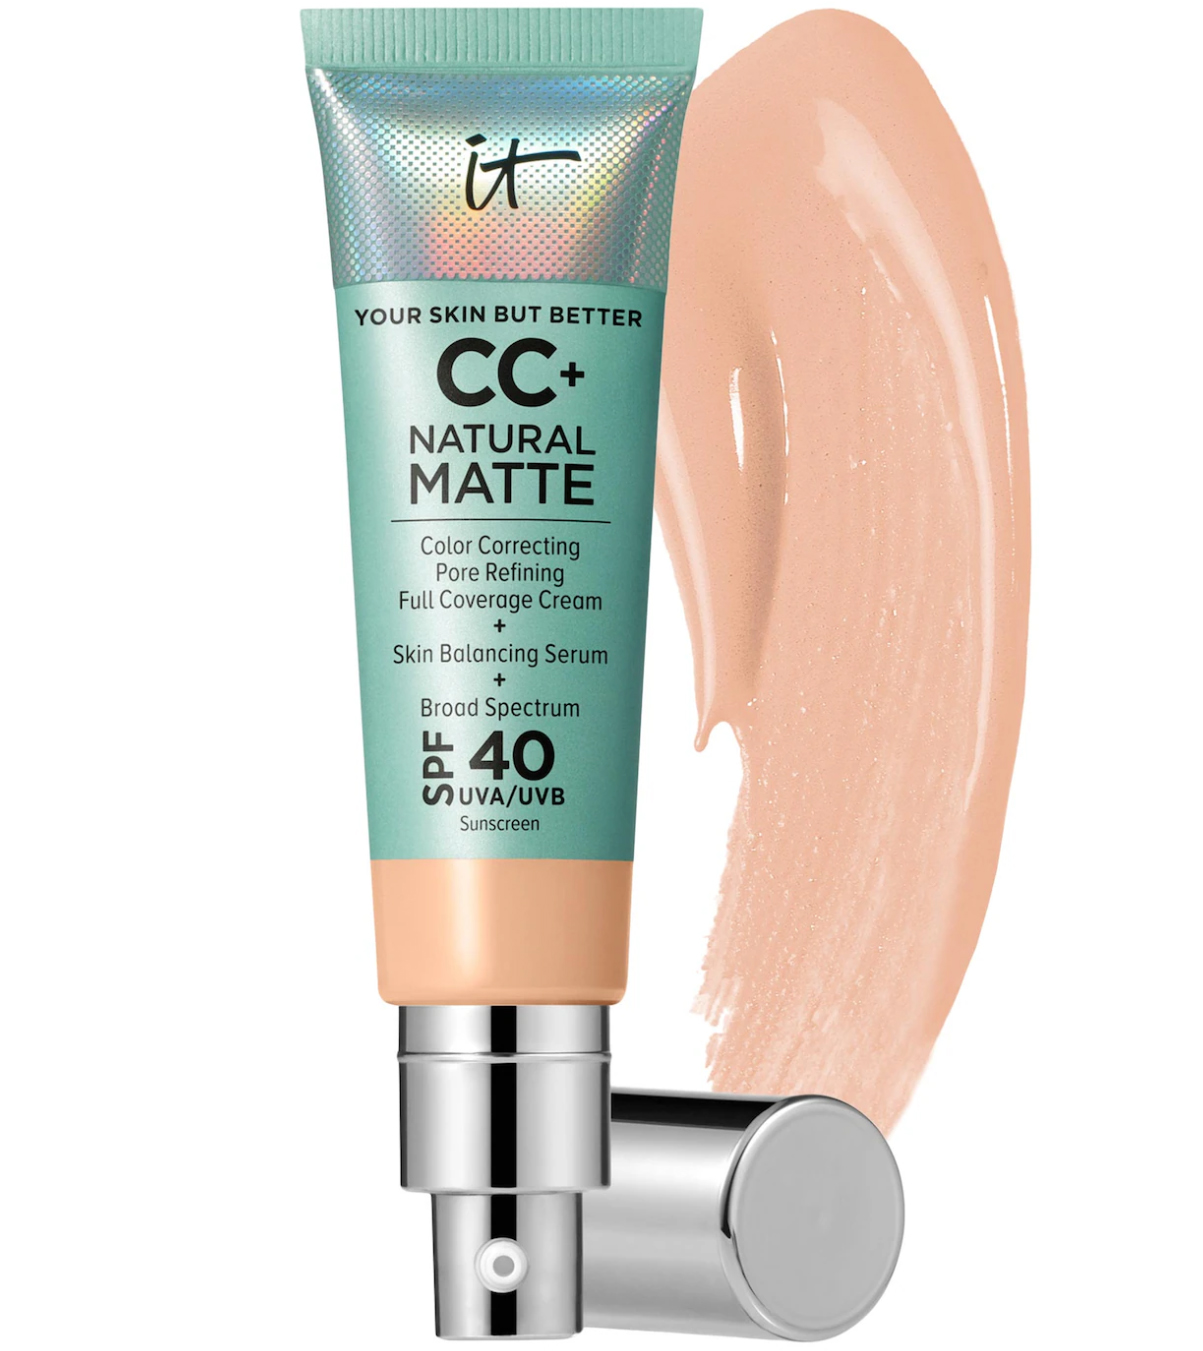 it
YOUR SKIN BUT BETTER
CC+
NATURAL
MATTE
Color Correcting
Pore Refining
Full Coverage Cream
+
Skin Balancing Serum
+
Broad Spectrum
SPF 40
UVA/UVB
Sunscreen